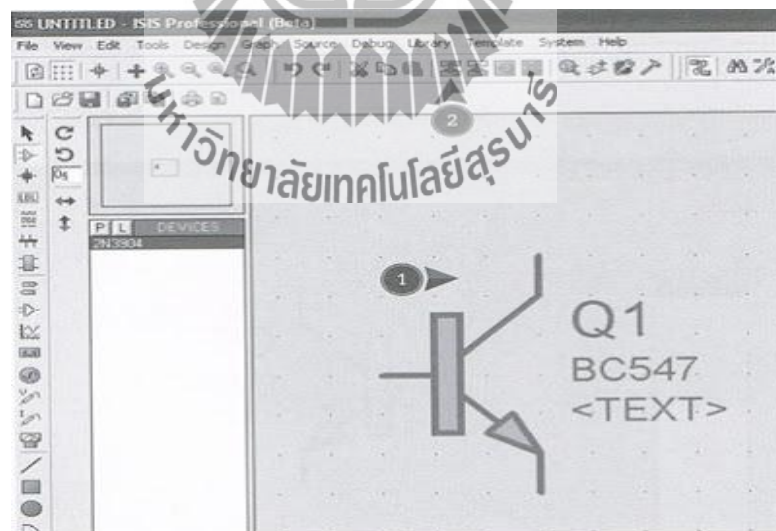 ISIS UNTITLED - ISIS Professional (Beta)
File View Edit Tools Design Graph Source Debug Library Template System Help
2
มหาวิทยาลัยเทคโนโลยีสุรนารี
P L DEVICES
2N3904
1
Q1
BC547
<TEXT>